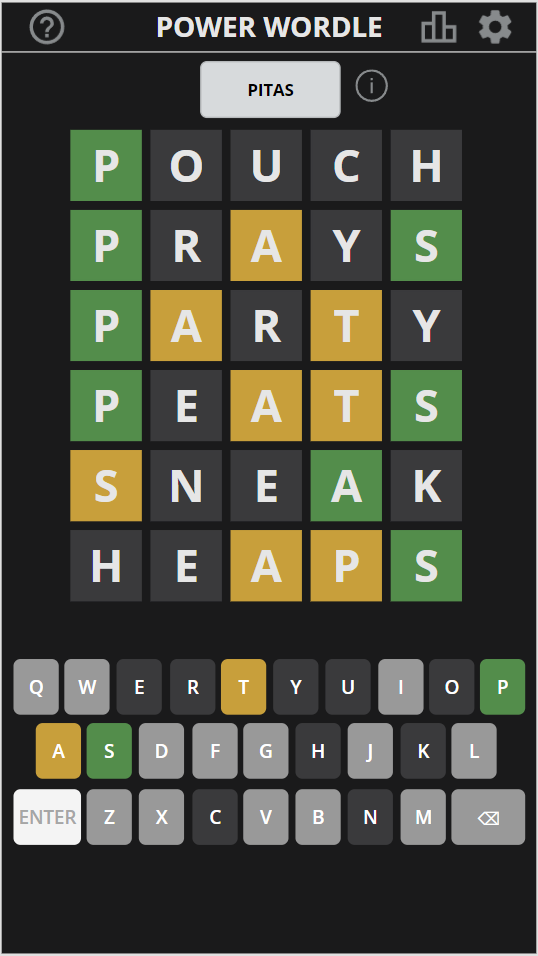 ? POWER WORDLE
PITAS i
P O U C H
P R A Y S
P A R T Y
P E A T S
S N E A K
H E A P S
Q W E R T Y U I O P
A S D F G H J K L
ENTER Z X C V B N M ⌫